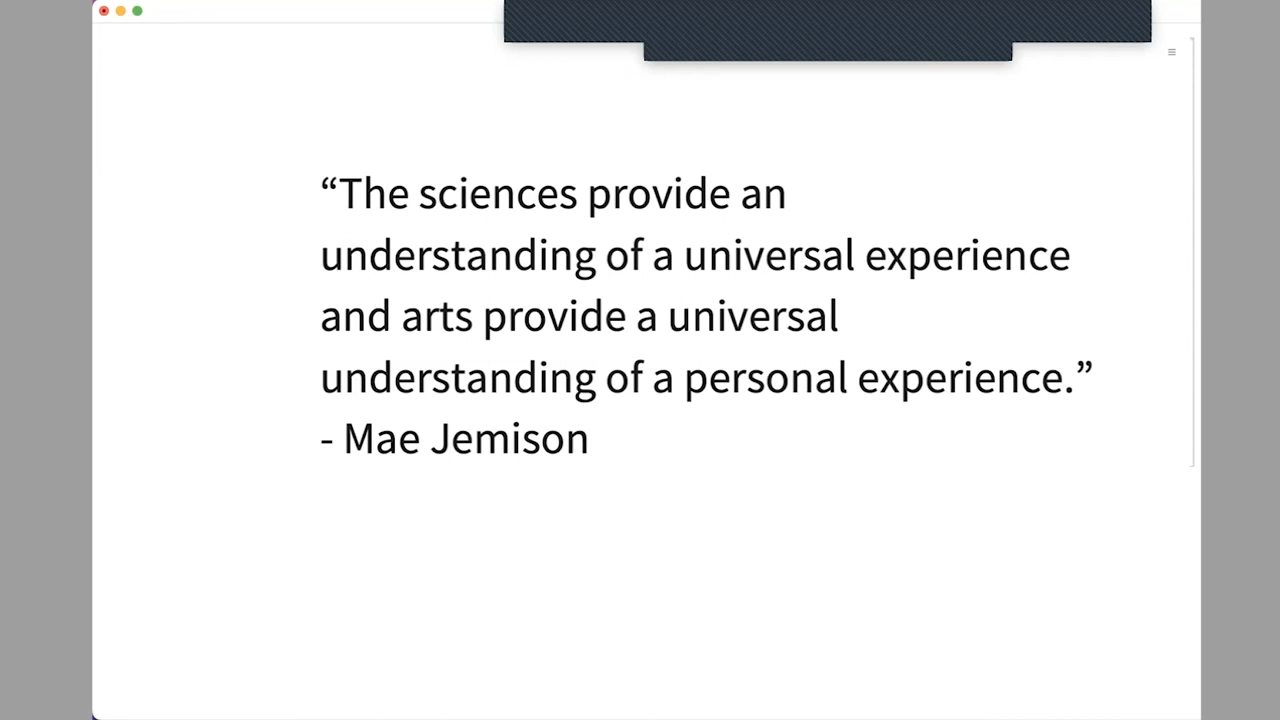 “The sciences provide an
understanding of a universal experience
and arts provide a universal
understanding of a personal experience.”
- Mae Jemison